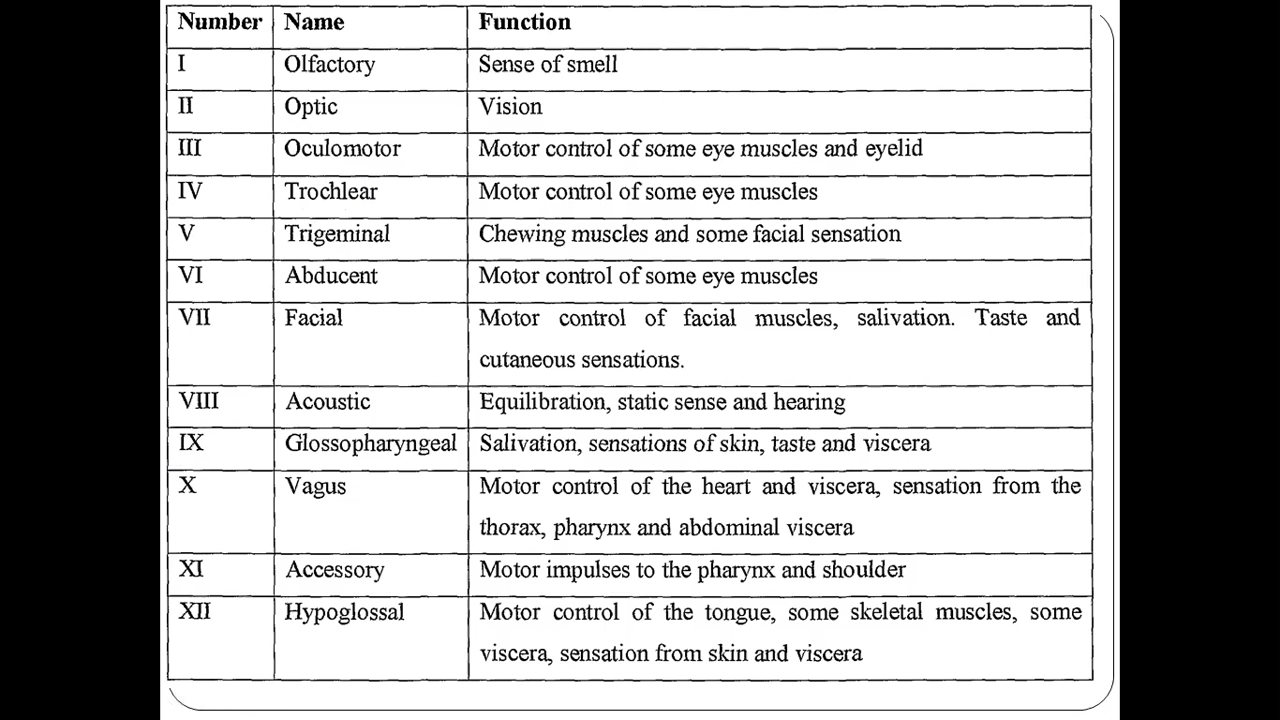 Number Name Function
I Olfactory Sense of smell
II Optic Vision
III Oculomotor Motor control of some eye muscles and eyelid
IV Trochlear Motor control of some eye muscles
V Trigeminal Chewing muscles and some facial sensation
VI Abducent Motor control of some eye muscles
VII Facial Motor control of facial muscles, salivation. Taste and
cutaneous sensations.
VIII Acoustic Equilibration, static sense and hearing
IX Glossopharyngeal Salivation, sensations of skin, taste and viscera
X Vagus Motor control of the heart and viscera, sensation from the
thorax, pharynx and abdominal viscera
XI Accessory Motor impulses to the pharynx and shoulder
XII Hypoglossal Motor control of the tongue, some skeletal muscles, some
viscera, sensation from skin and viscera